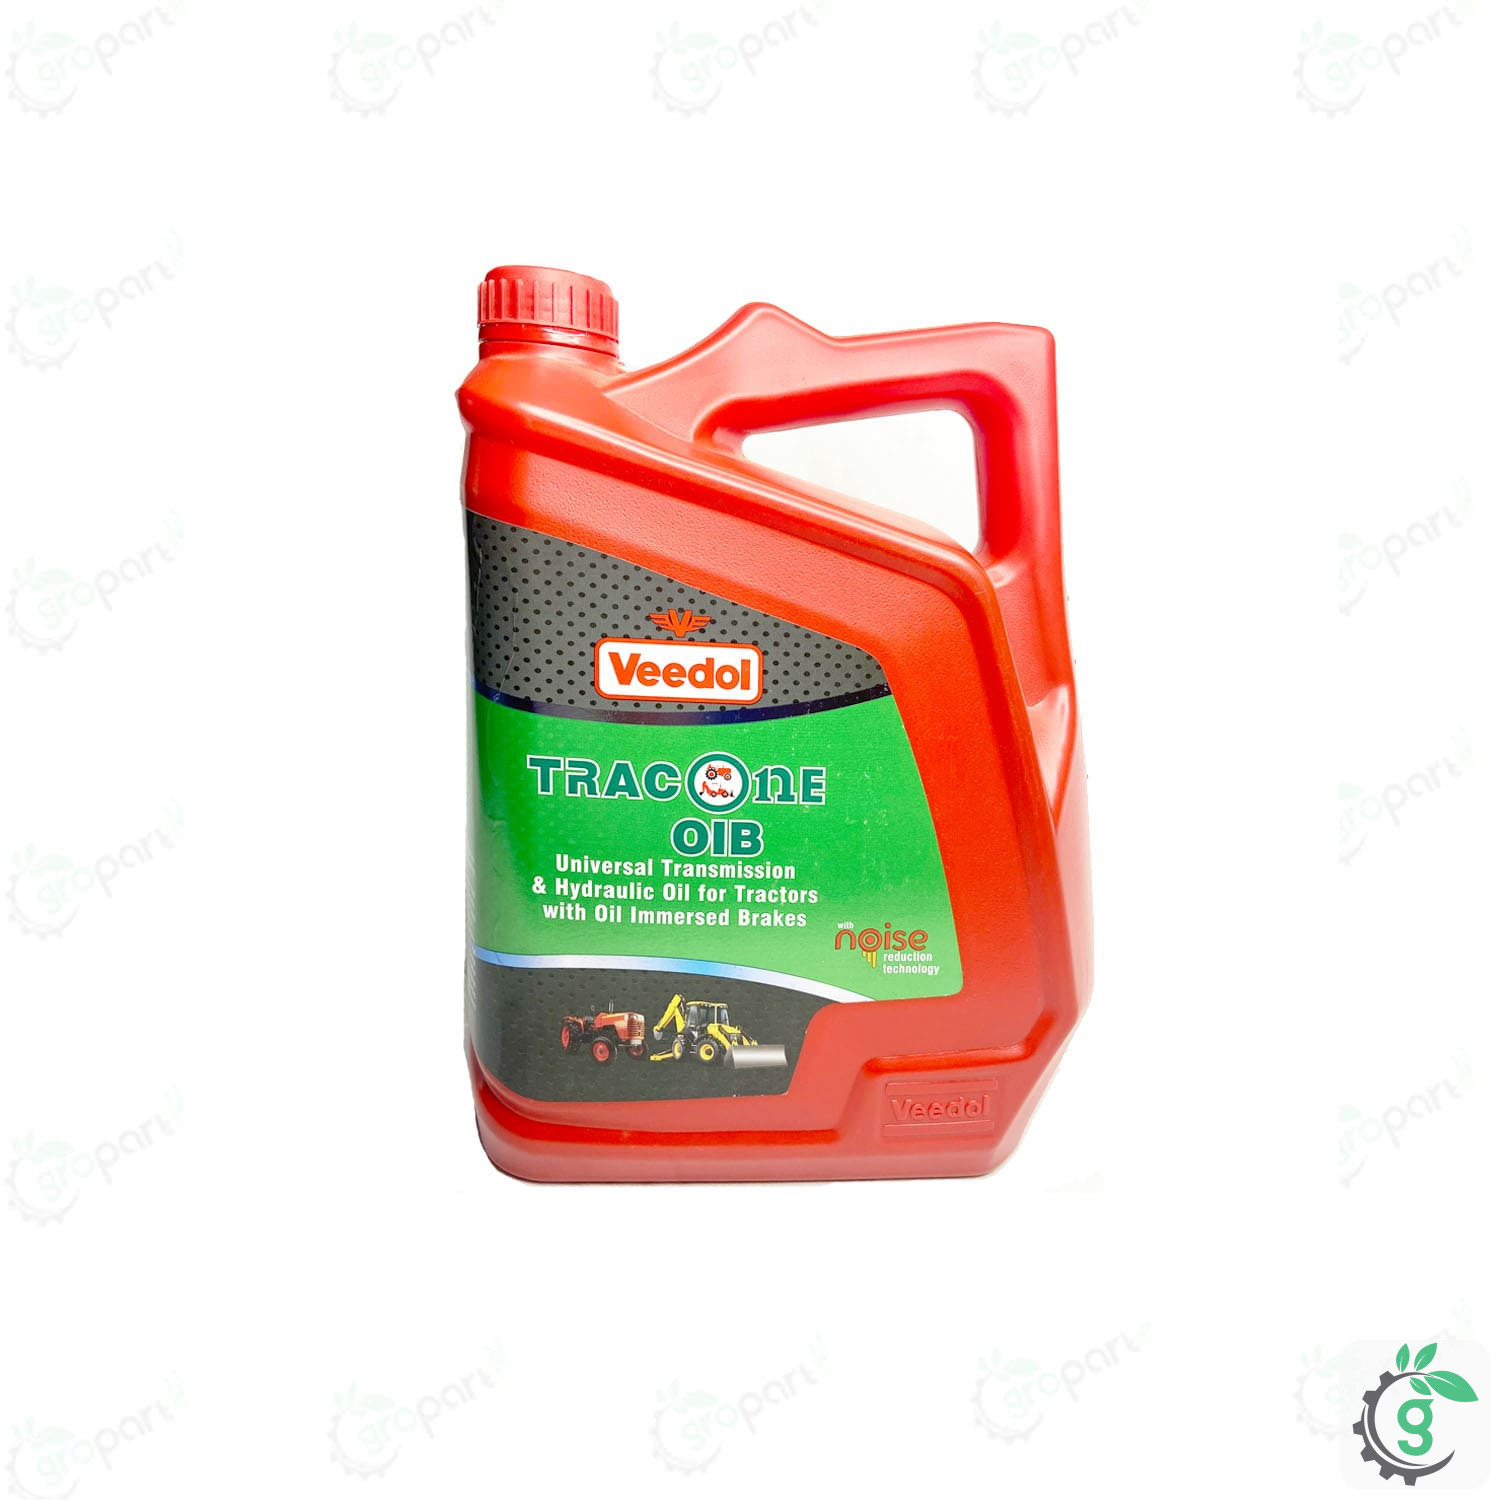 Veedol
TRACOnE
OIB
Universal Transmission
& Hydraulic Oil for Tractors
with Oil Immersed Brakes
with
noise
reduction
technology
Veedol
g
gropart